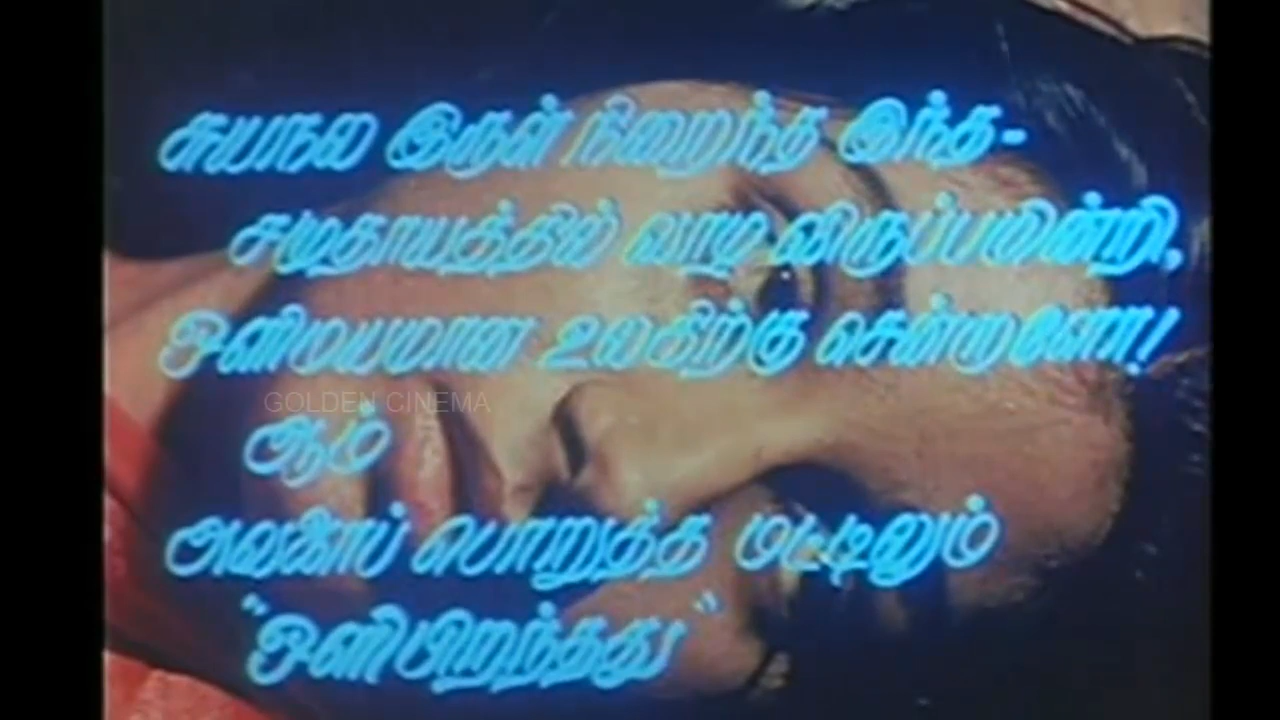 சுயநல இருள் நிறைந்த இந்த-
சமுதாயத்தில் வாழ விருப்பமின்றி,
ஒளிமயமான உலகிற்கு சென்றாளோ!
GOLDEN CINEMA
ஆம்
அவளைப் பொறுத்த மட்டிலும்
"ஒளிபிறந்தது"